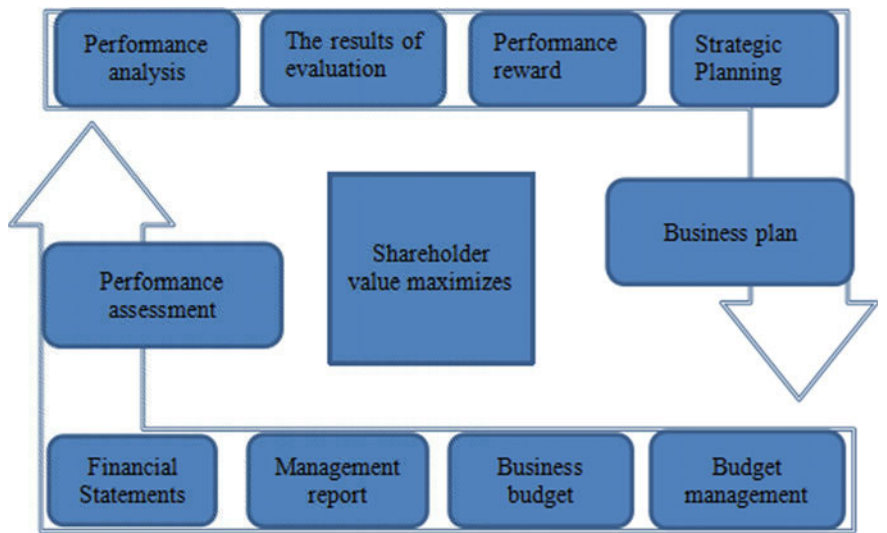 Performance
analysis
The results of
evaluation
Performance
reward
Strategic
Planning
Business plan
Shareholder
value maximizes
Performance
assessment
Financial
Statements
Management
report
Business
budget
Budget
management